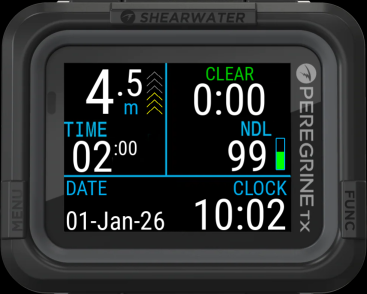 SHEARWATER
4.5 m
CLEAR
0:00
TIME
02:00
NDL
99
DATE
01-Jan-26
CLOCK
10:02
MENU
FUNC
PEREGRINE TX